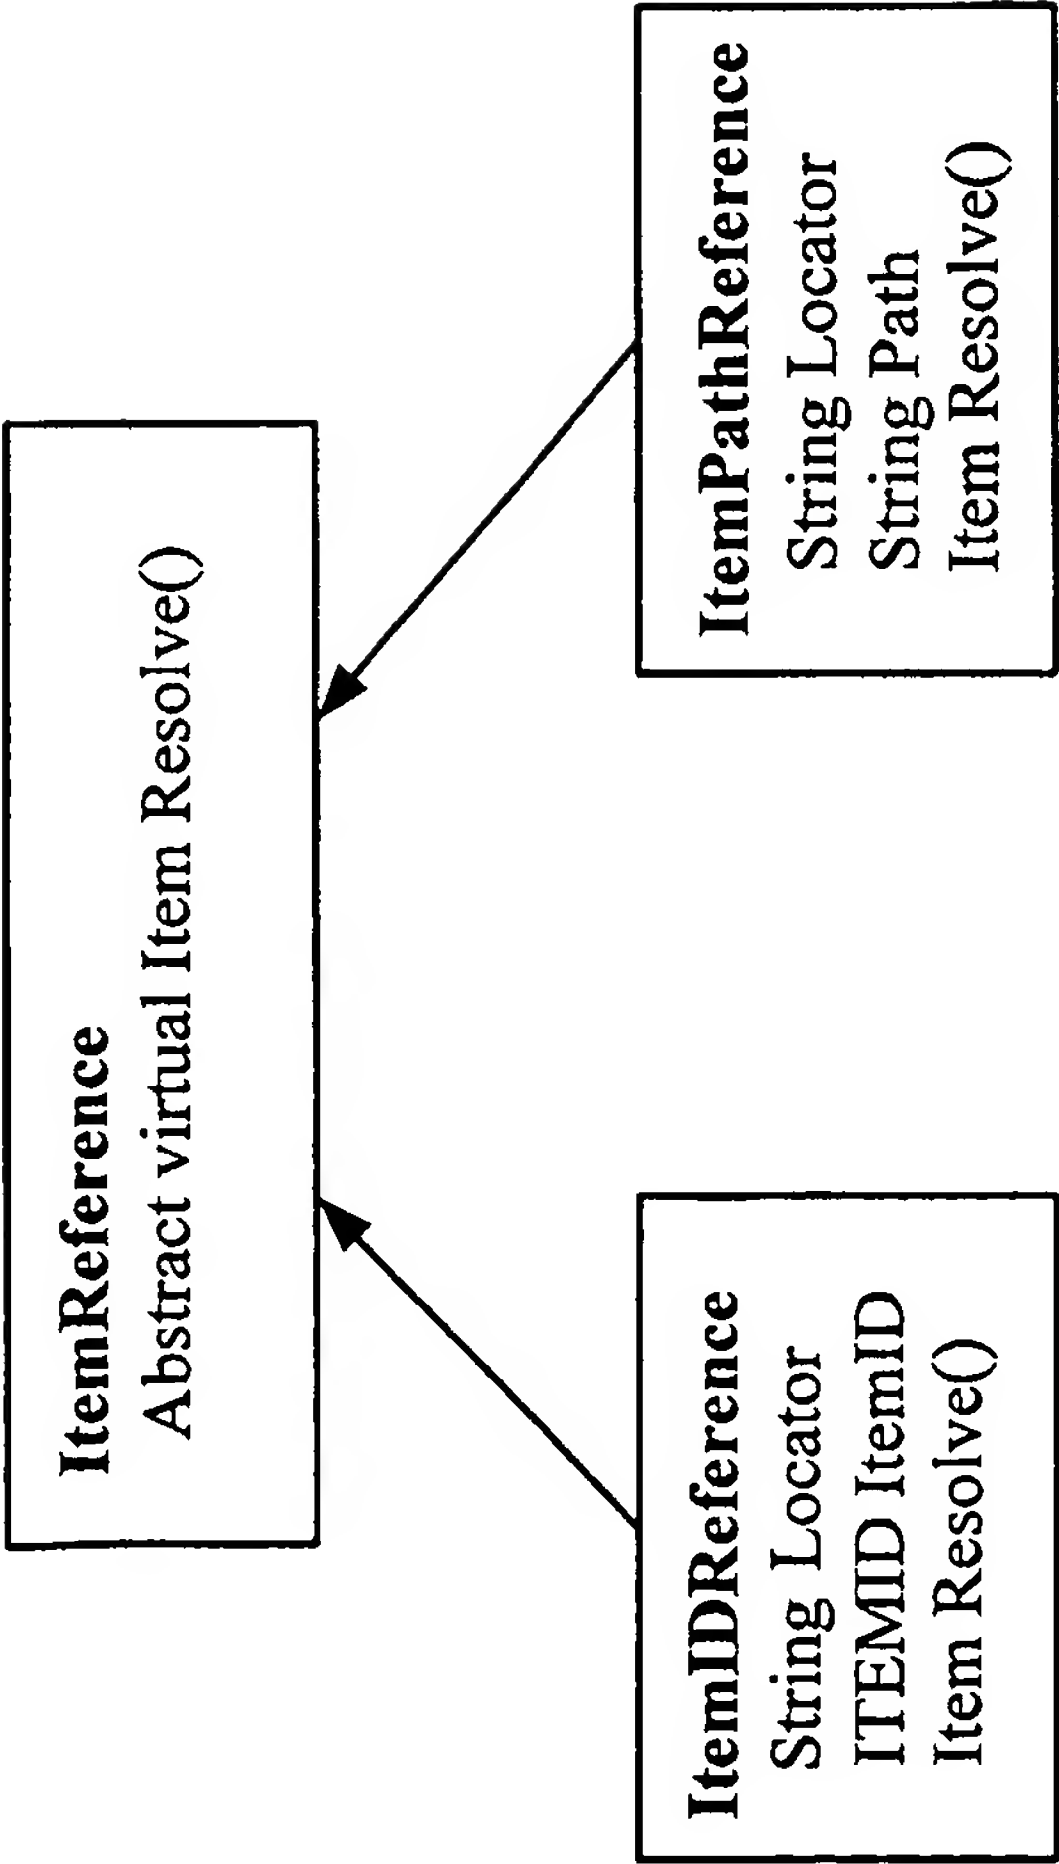 ItemReference
Abstract virtual Item Resolve()
ItemIDReference
String Locator
ITEMID ItemID
Item Resolve()
ItemPathReference
String Locator
String Path
Item Resolve()